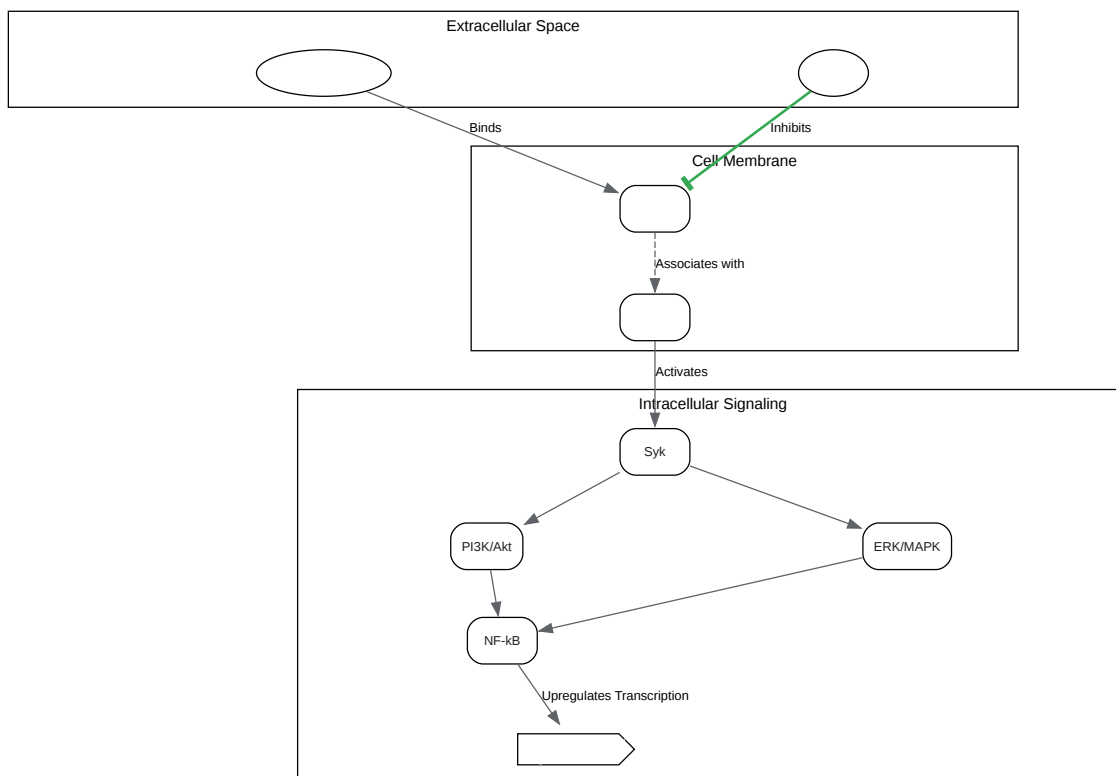 Extracellular Space
Binds
Inhibits
Cell Membrane
Associates with
Activates
Intracellular Signaling
Syk
PI3K/Akt
ERK/MAPK
NF-kB
Upregulates Transcription